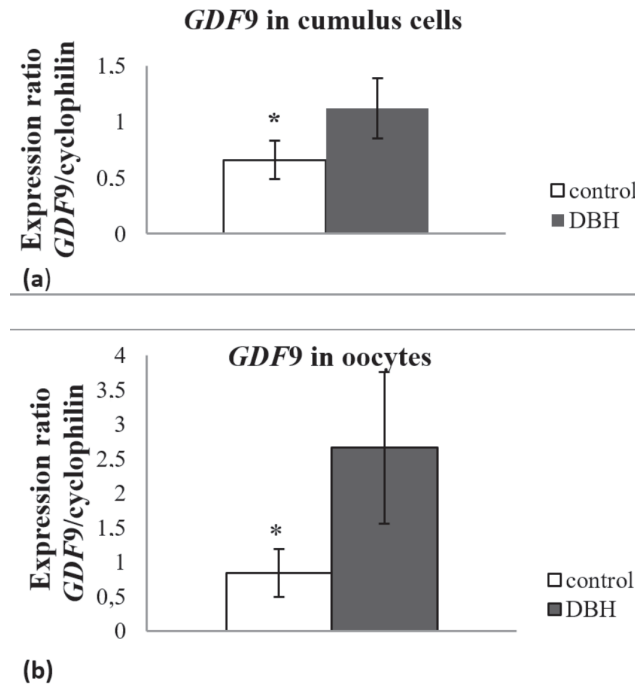 GDF9 in cumulus cells
Expression ratio
GDF9/cyclophilin
1.5
1
0.5
0
*
control
DBH
(a)
GDF9 in oocytes
Expression ratio
GDF9/cyclophilin
4
3.5
3
2.5
2
1.5
1
0,5
0
*
control
DBH
(b)